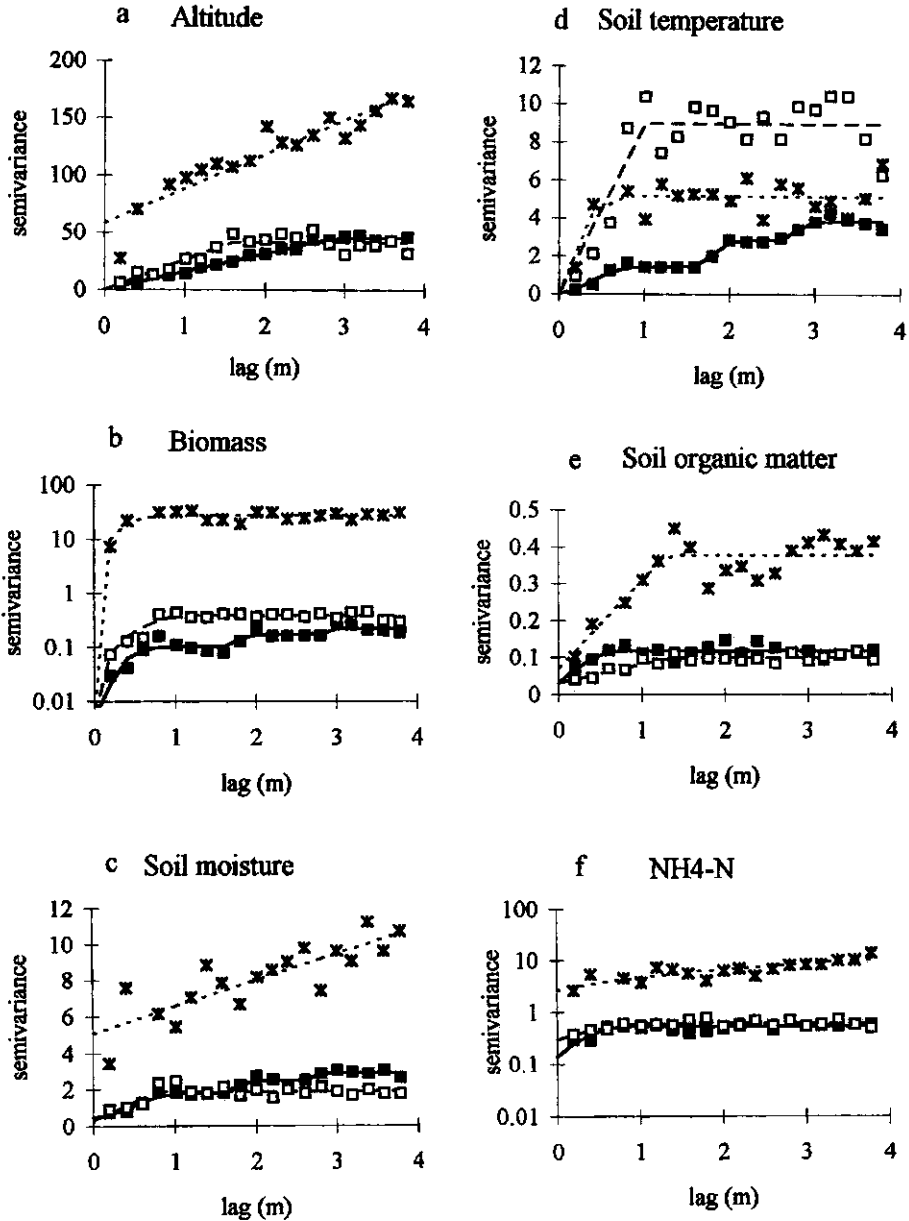 a Altitude
200
150
100
50
0
semivariance
0 1 2 3 4
lag (m)
b Biomass
100
10
1
0.1
0.01
semivariance
0 1 2 3 4
lag (m)
c Soil moisture
12
10
8
6
4
2
0
semivariance
0 1 2 3 4
lag (m)
d Soil temperature
12
10
8
6
4
2
0
semivariance
0 1 2 3 4
lag (m)
e Soil organic matter
0.5
0.4
0.3
0.2
0.1
0
semivariance
0 1 2 3 4
lag (m)
f NH4-N
100
10
1
0.1
0.01
semivariance
0 1 2 3 4
lag (m)